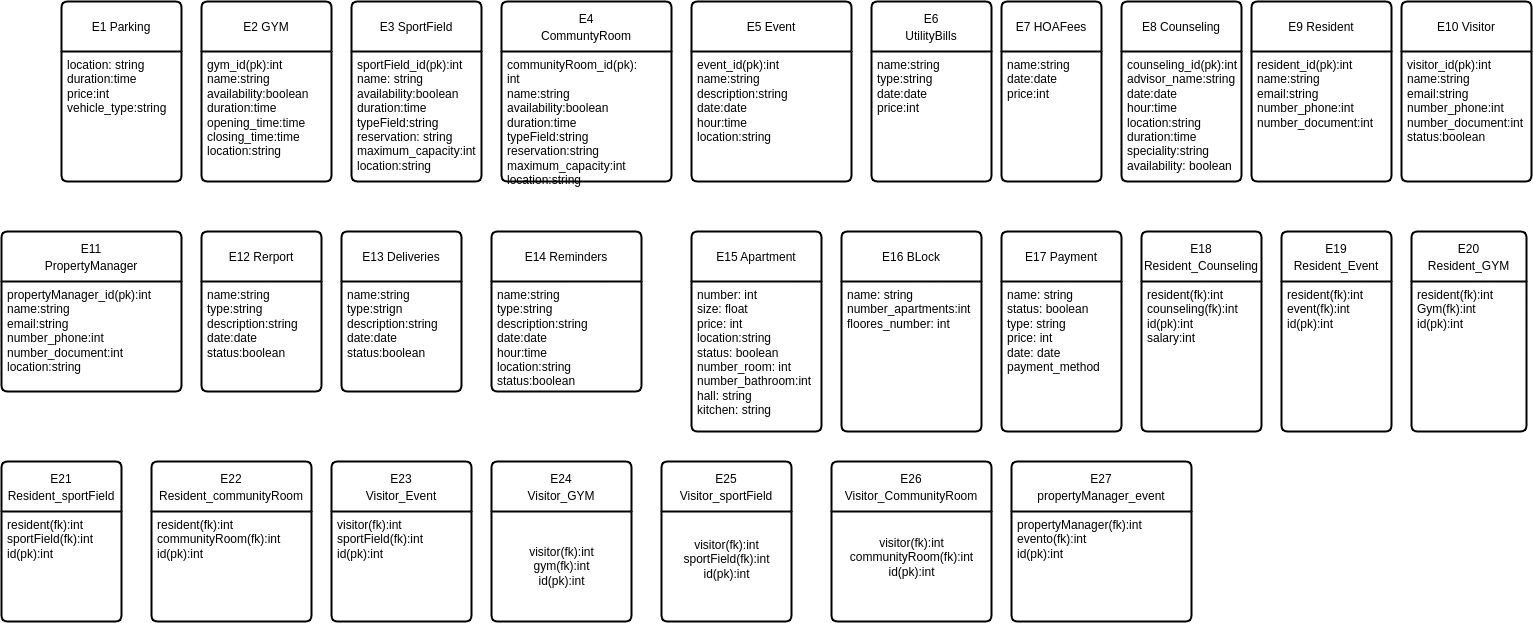 E1 Parking
location: string
duration:time
price:int
vehicle_type:string
E2 GYM
gym_id(pk):int
name:string
availability:boolean
duration:time
opening_time:time
closing_time:time
location:string
E3 SportField
sportField_id(pk):int
name: string
availability:boolean
duration:time
typeField:string
reservation: string
maximum_capacity:int
location:string
E4
CommuntyRoom
communityRoom_id(pk):
int
name:string
availability:boolean
duration:time
typeField:string
reservation:string
maximum_capacity:int
location:string
E5 Event
event_id(pk):int
name:string
description:string
date:date
hour:time
location:string
E6
UtilityBills
name:string
type:string
date:date
price:int
E7 HOAFees
name:string
date:date
price:int
E8 Counseling
counseling_id(pk):int
advisor_name:string
date:date
hour:time
location:string
duration:time
speciality:string
availability: boolean
E9 Resident
resident_id(pk):int
name:string
email:string
number_phone:int
number_document:int
E10 Visitor
visitor_id(pk):int
name:string
email:string
number_phone:int
number_document:int
status:boolean
E11
PropertyManager
propertyManager_id(pk):int
name:string
email:string
number_phone:int
number_document:int
location:string
E12 Rerport
name:string
type:string
description:string
date:date
status:boolean
E13 Deliveries
name:string
type:strign
description:string
date:date
status:boolean
E14 Reminders
name:string
type:string
description:string
date:date
hour:time
location:string
status:boolean
E15 Apartment
number: int
size: float
price: int
location:string
status: boolean
number_room: int
number_bathroom:int
hall: string
kitchen: string
E16 BLock
name: string
number_apartments:int
floores_number: int
E17 Payment
name: string
status: boolean
type: string
price: int
date: date
payment_method
E18
Resident_Counseling
resident(fk):int
counseling(fk):int
id(pk):int
salary:int
E19
Resident_Event
resident(fk):int
event(fk):int
id(pk):int
E20
Resident_GYM
resident(fk):int
Gym(fk):int
id(pk):int
E21
Resident_sportField
resident(fk):int
sportField(fk):int
id(pk):int
E22
Resident_communityRoom
resident(fk):int
communityRoom(fk):int
id(pk):int
E23
Visitor_Event
visitor(fk):int
sportField(fk):int
id(pk):int
E24
Visitor_GYM
visitor(fk):int
gym(fk):int
id(pk):int
E25
Visitor_sportField
visitor(fk):int
sportField(fk):int
id(pk):int
E26
Visitor_CommunityRoom
visitor(fk):int
communityRoom(fk):int
id(pk):int
E27
propertyManager_event
propertyManager(fk):int
evento(fk):int
id(pk):int